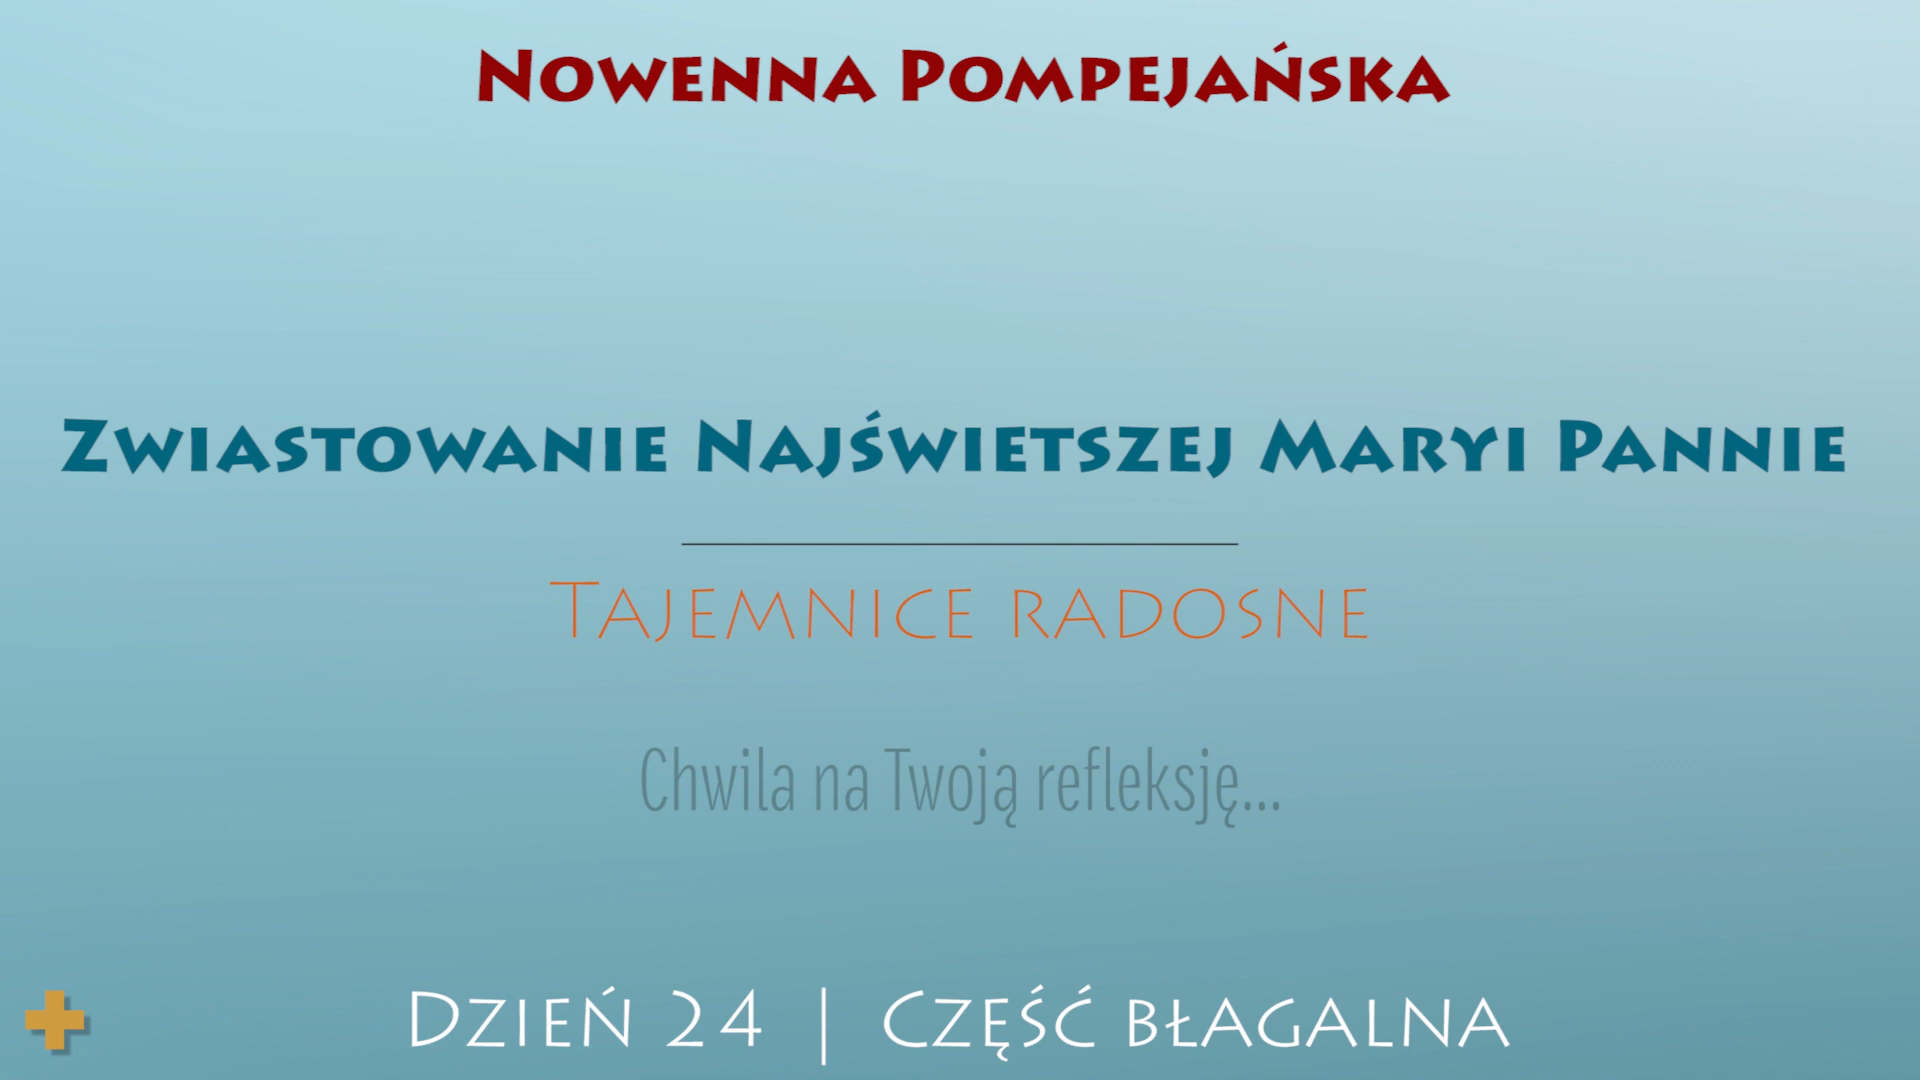 Nowenna Pompejańska
Zwiastowanie Najświetszej Maryi Pannie
Tajemnice radosne
Chwila na Twoją refleksję...
Dzień 24 | Część błagalna